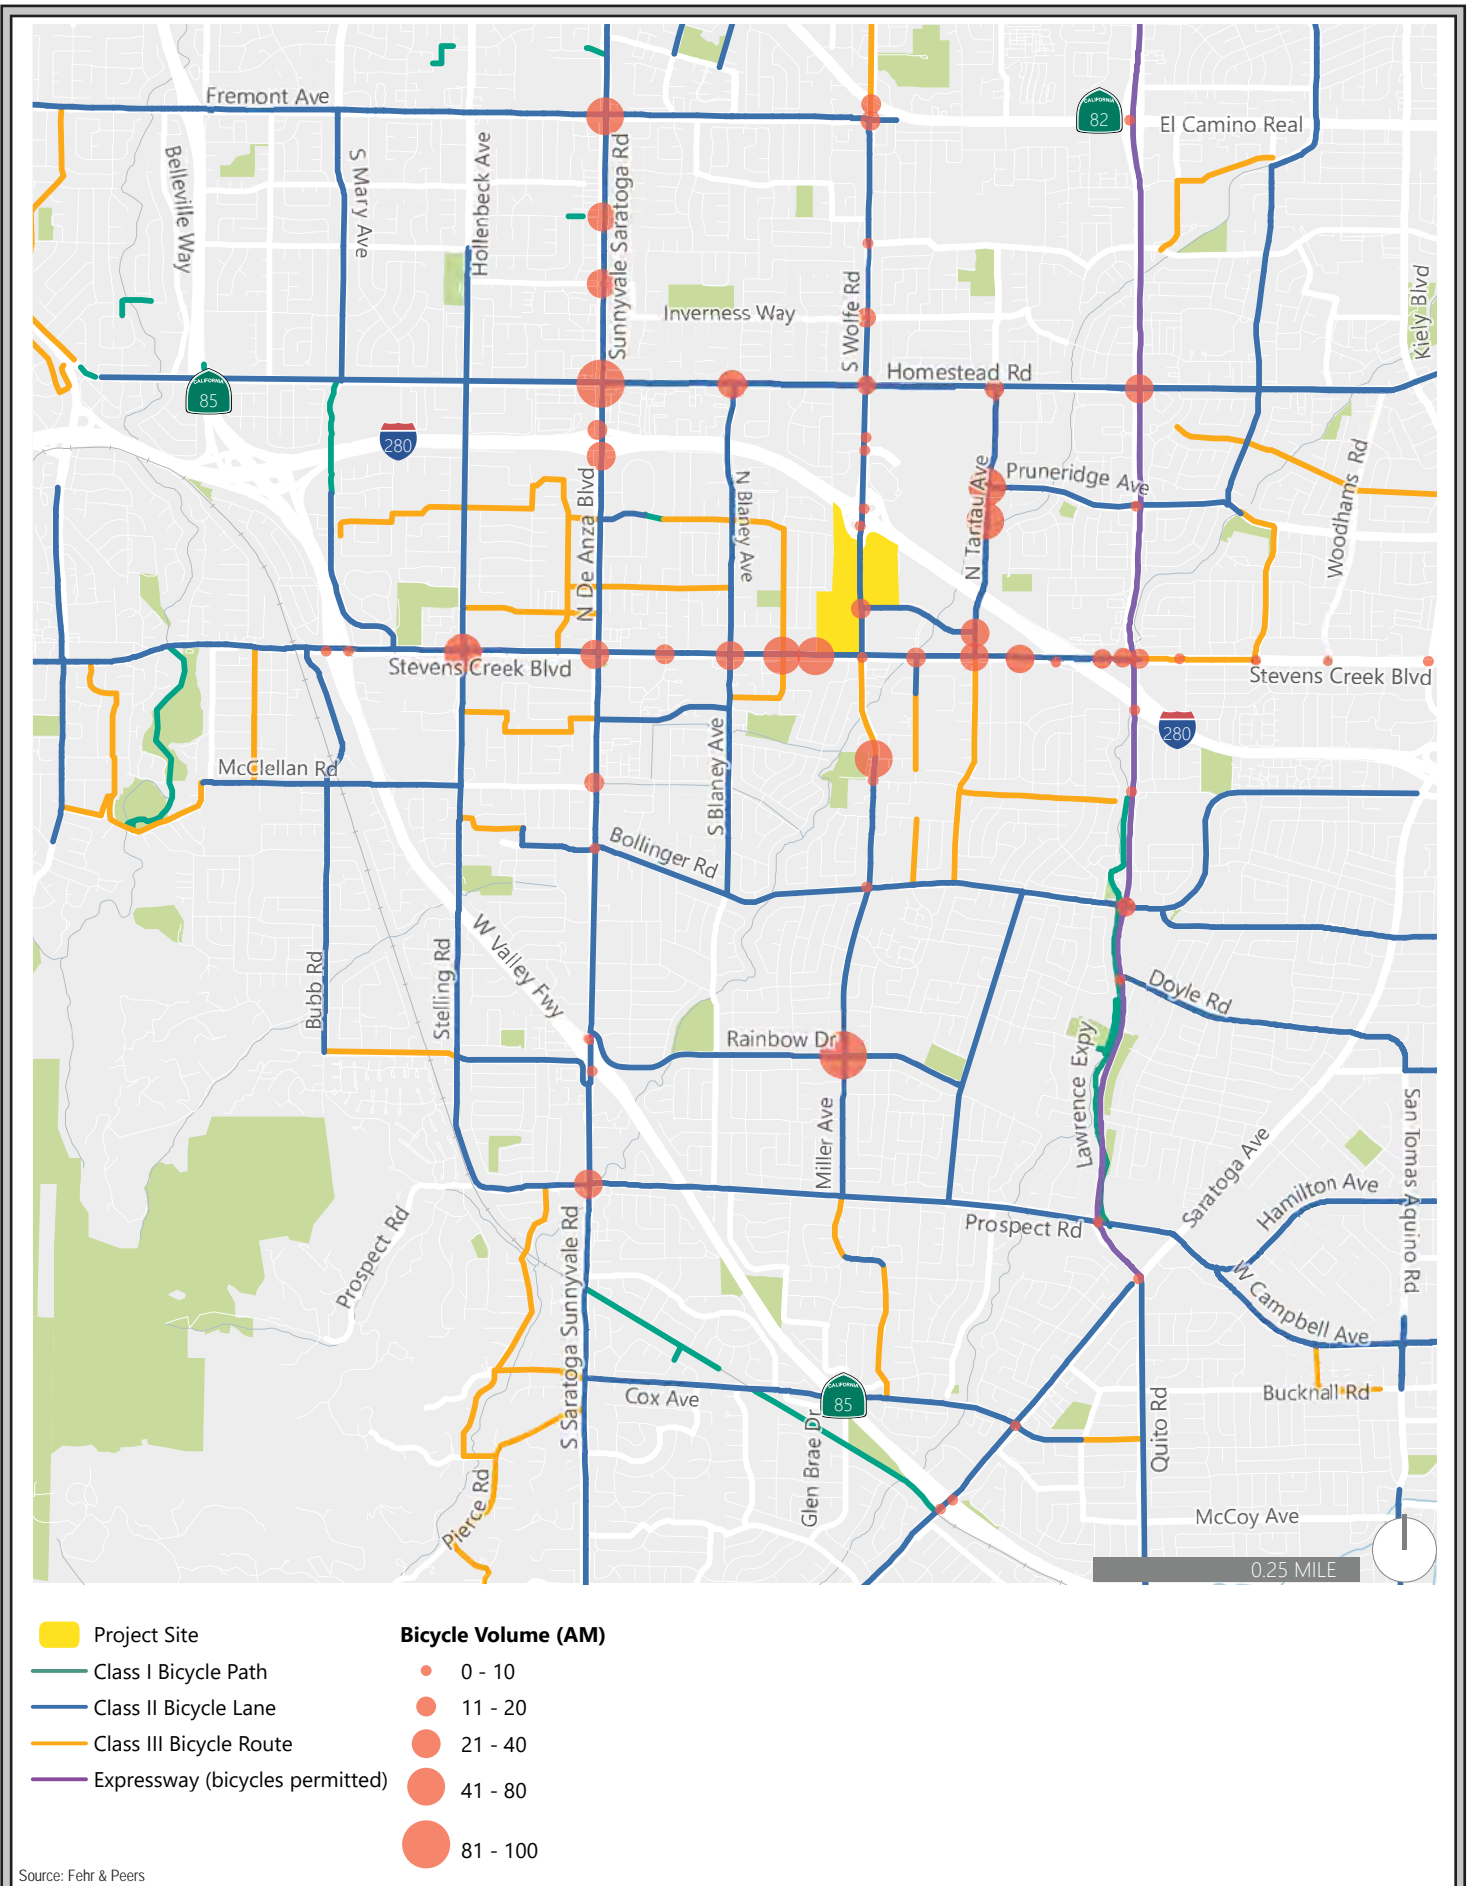 Fremont Ave
CALIFORNIA
82
El Camino Real
Belleville Way
S Mary Ave
Hollenbeck Ave
Sunnyvale Saratoga Rd
Inverness Way
S Wolfe Rd
Kiely Blvd
Homestead Rd
CALIFORNIA
85
280
N De Anza Blvd
N Blaney Ave
N Tantau Ave
Pruneridge Ave
Woodhams Rd
Stevens Creek Blvd
Stevens Creek Blvd
280
McClellan Rd
S Blaney Ave
Bollinger Rd
W Valley Fwy
Bubb Rd
Stelling Rd
Doyle Rd
Rainbow Dr
Lawrence Expy
Miller Ave
San Tomas Aquino Rd
Saratoga Ave
Hamilton Ave
Prospect Rd
Prospect Rd
S Saratoga Sunnyvale Rd
W Campbell Ave
CALIFORNIA
85
Cox Ave
Glen Brae Dr
Quito Rd
Bucknall Rd
Pierce Rd
McCoy Ave
0.25 MILE
Project Site
Class I Bicycle Path
Class II Bicycle Lane
Class III Bicycle Route
Expressway (bicycles permitted)
Bicycle Volume (AM)
0 - 10
11 - 20
21 - 40
41 - 80
81 - 100
Source: Fehr & Peers